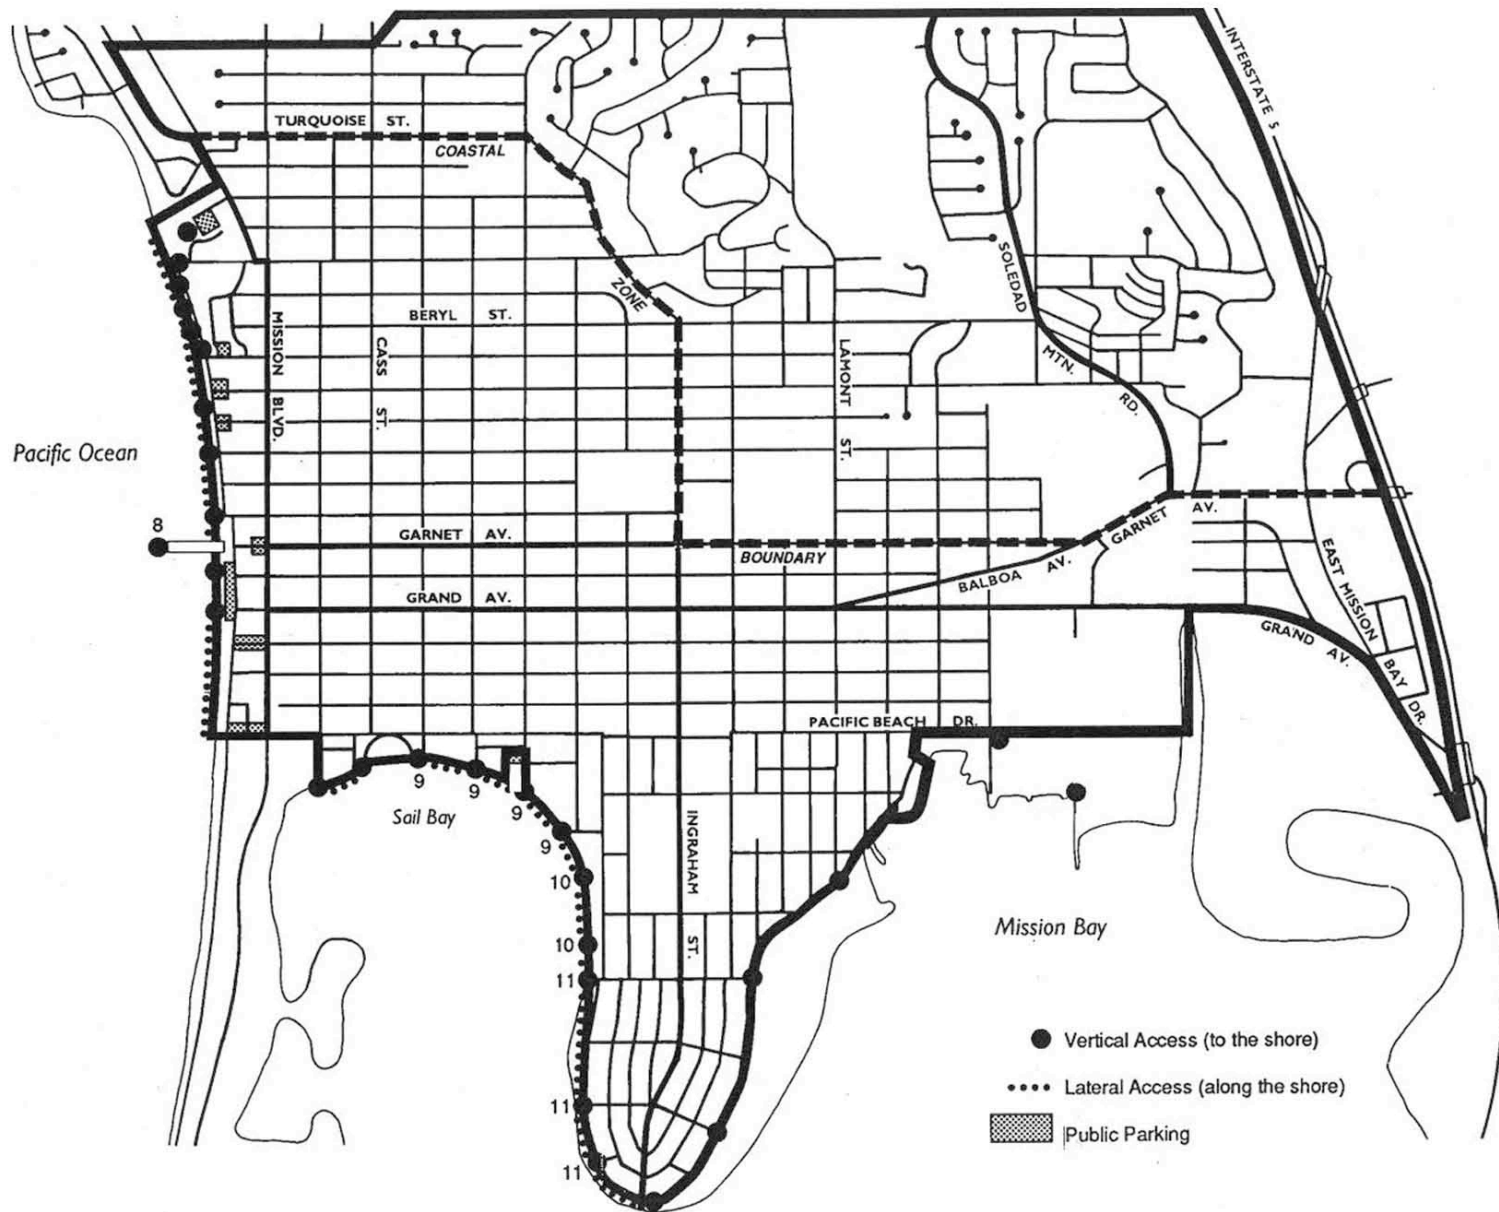 INTERSTATE 5
TURQUOISE ST.
COASTAL
SOLEDAD
ZONE
BERYL ST.
MISSION BLVD.
CASS ST.
LAMONT ST.
MTN.
RD.
Pacific Ocean
8
GARNET AV.
GARNET AV.
BOUNDARY
BALBOA AV.
EAST MISSION
GRAND AV.
GRAND AV.
BAY
DR.
PACIFIC BEACH DR.
9
9
Sail Bay
9
9
INGRAHAM ST.
10
Mission Bay
10
11
Vertical Access (to the shore)
Lateral Access (along the shore)
11
Public Parking
11